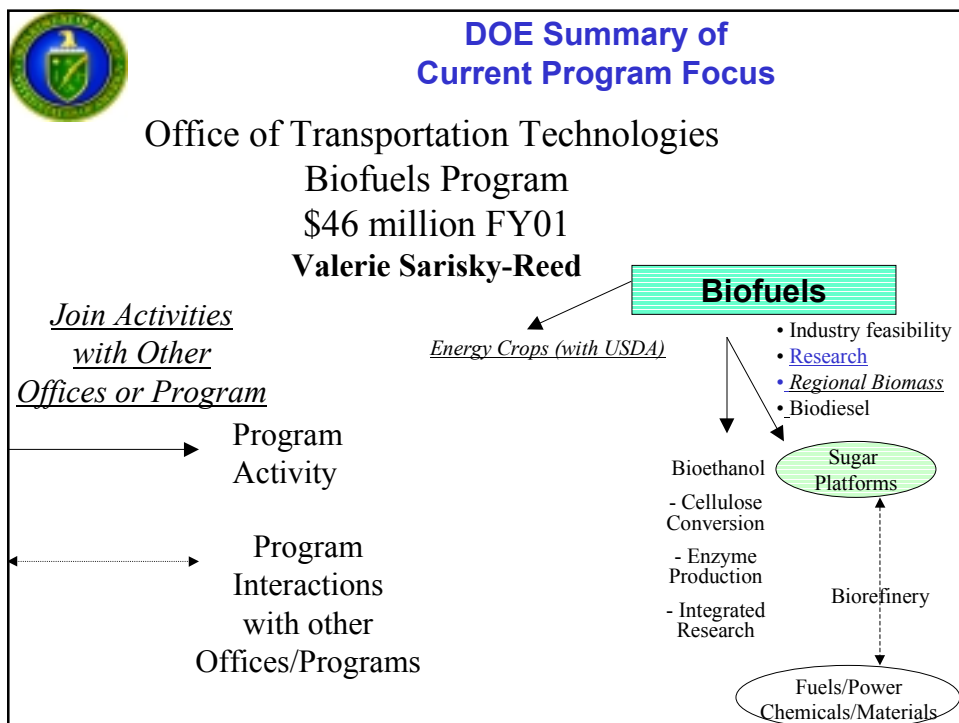 DOE Summary of
Current Program Focus
Office of Transportation Technologies
Biofuels Program
$46 million FY01
Valerie Sarisky-Reed
Biofuels
Join Activities
with Other
Offices or Program
Energy Crops (with USDA)
• Industry feasibility
• Research
• Regional Biomass
• Biodiesel
Program
Activity
Bioethanol
- Cellulose
Conversion
- Enzyme
Production
- Integrated
Research
Sugar
Platforms
Program
Interactions
with other
Offices/Programs
Biorefinery
Fuels/Power
Chemicals/Materials